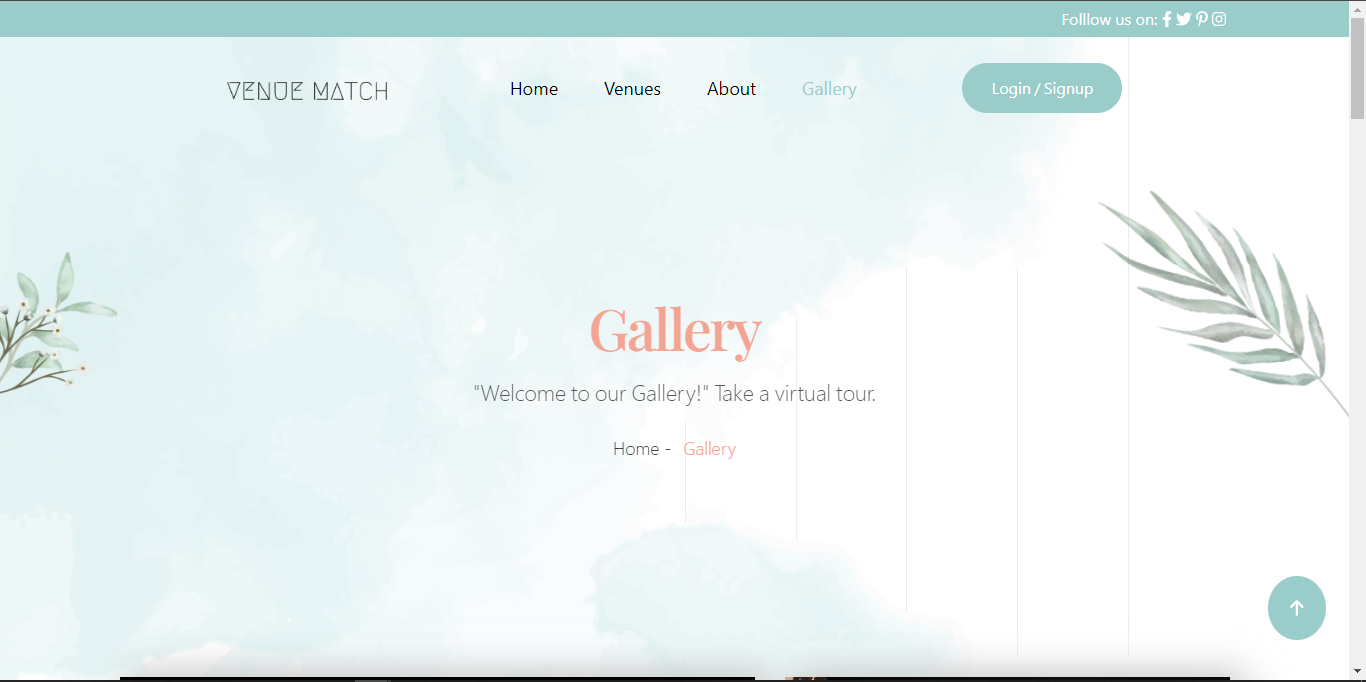 Folllow us on:
VENUE MATCH
Home Venues About Gallery Login / Signup
Gallery
"Welcome to our Gallery!" Take a virtual tour.
Home - Gallery